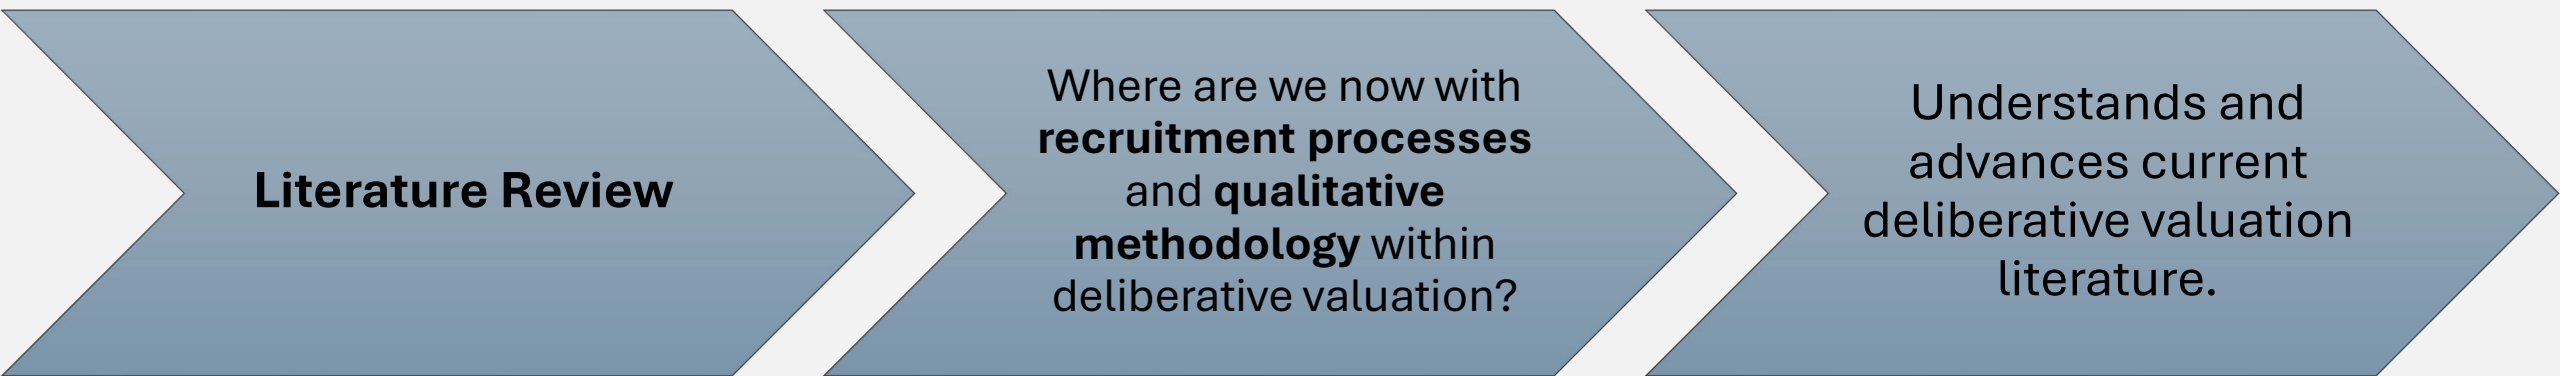 Literature Review
Where are we now with
recruitment processes
and qualitative
methodology within
deliberative valuation?
Understands and
advances current
deliberative valuation
literature.